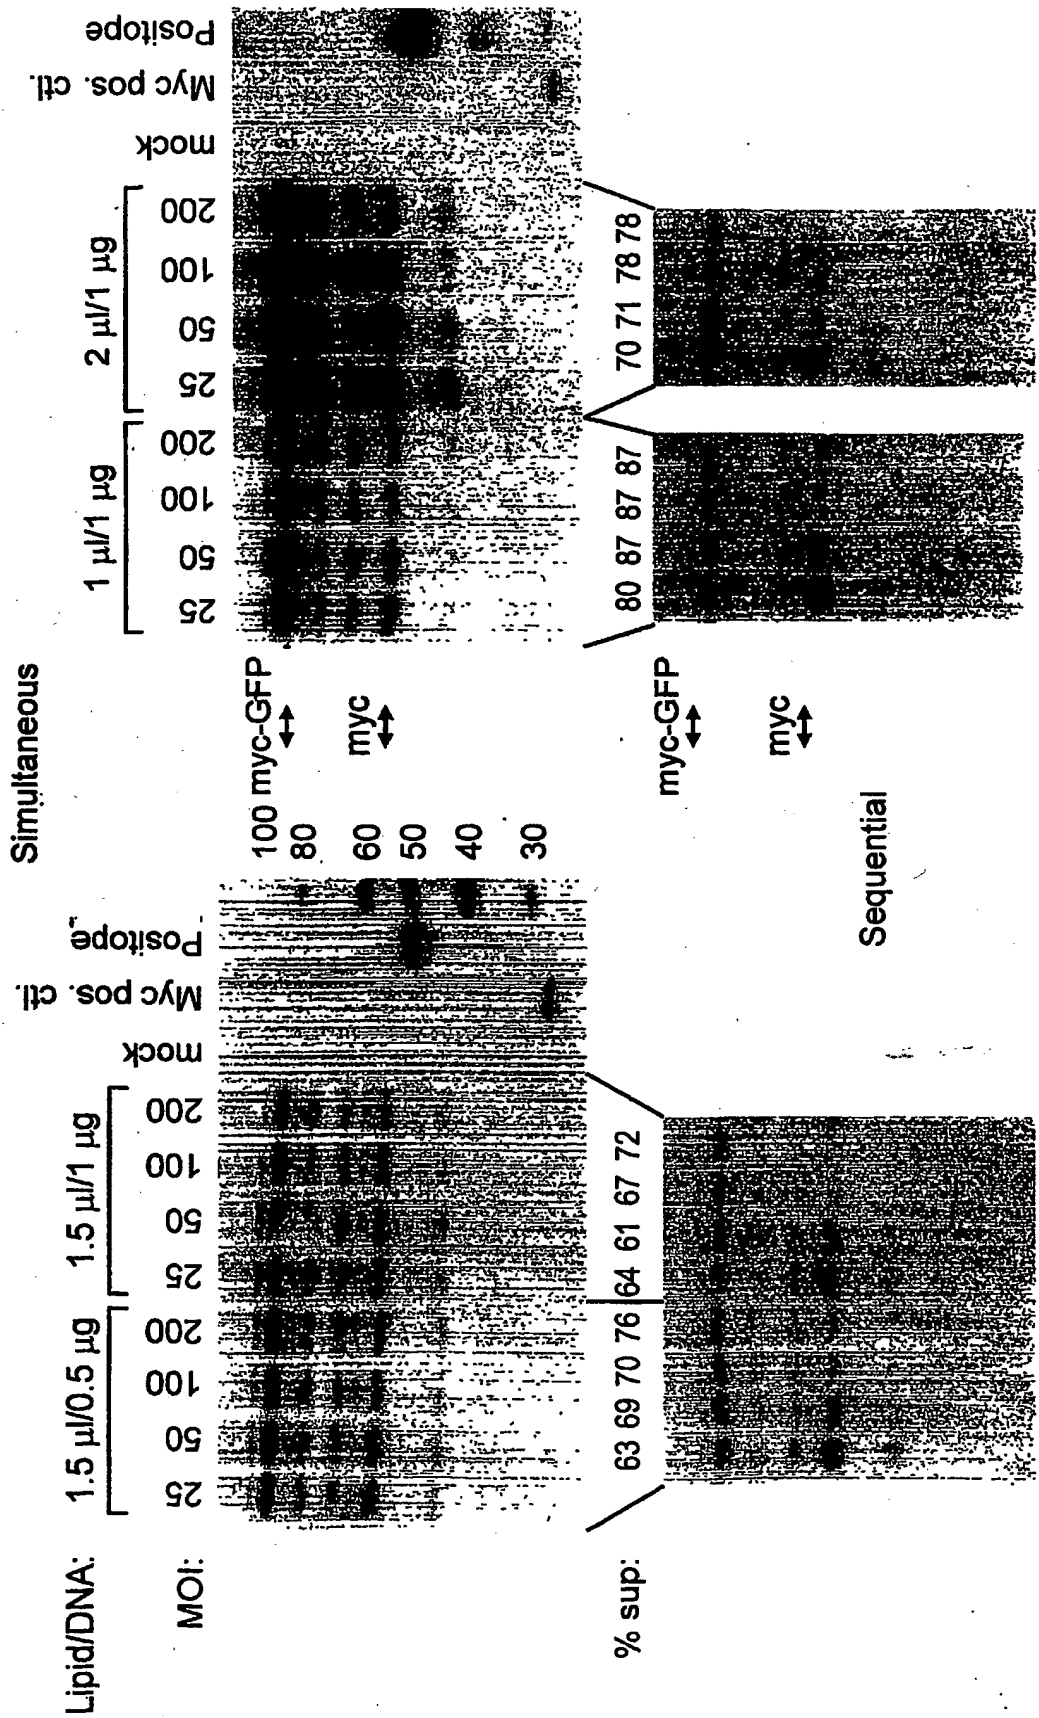 Simultaneous
Lipid/DNA: 1.5 µl/0.5 µg 1.5 µl/1 µg 1 µl/1 µg 2 µl/1 µg
MOI: 25 50 100 200 25 50 100 200 mock Myc pos. ctl. Positope 25 50 100 200 25 50 100 200 mock Myc pos. ctl. Positope
100 myc-GFP
80
60 myc
50
40
30
% sup: 63 69 70 76 64 61 67 72 80 87 87 87 70 71 78 78
myc-GFP
myc
Sequential